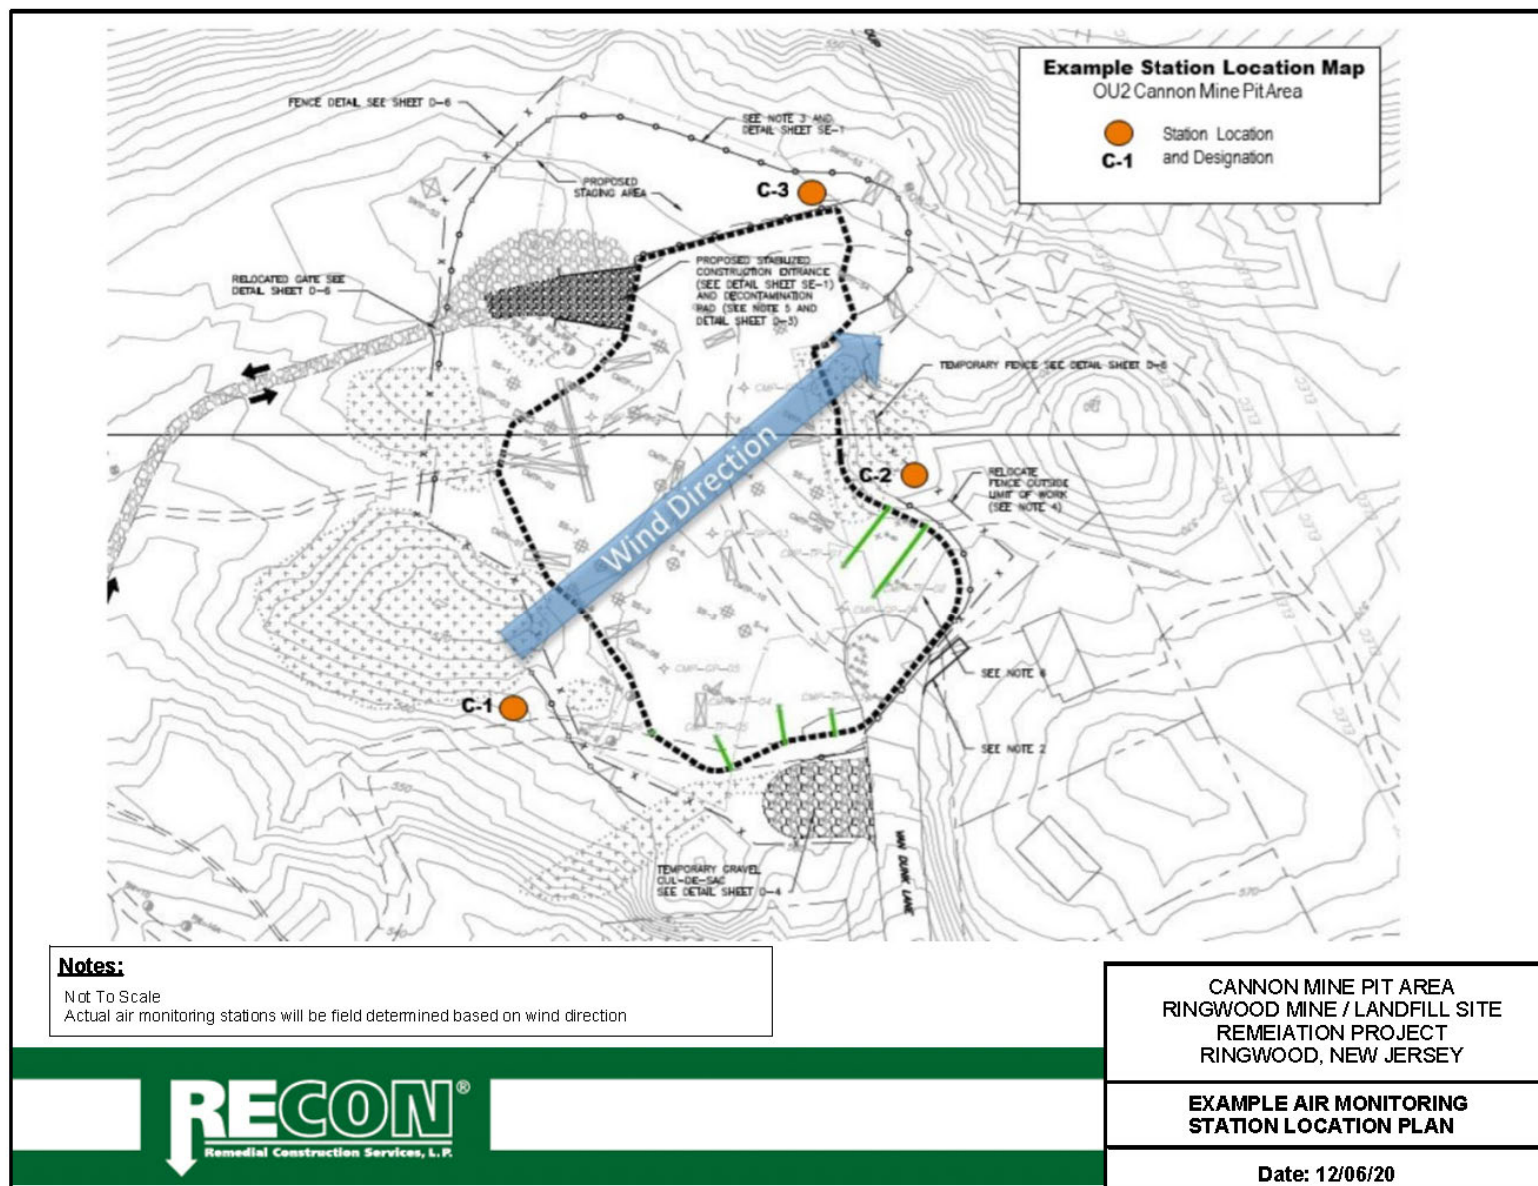 Example Station Location Map
OU2 Cannon Mine Pit Area
Station Location
C-1
and Designation
FENCE DETAIL SEE SHEET D-6
SEE NOTE 3 AND
DETAIL SHEET SE-1
PROPOSED
STAGING AREA
C-3
RELOCATED GATE SEE
DETAIL SHEET D-6
PROPOSED STABILIZED
CONSTRUCTION ENTRANCE
(SEE DETAIL SHEET SE-1)
AND DECONTAMINATION
PAD (SEE NOTE 5 AND
DETAIL SHEET D-3)
TEMPORARY FENCE SEE DETAIL SHEET D-6
Wind Direction
C-2
RELOCATE
FENCE OUTSIDE
LIMIT OF WORK
(SEE NOTE 4)
ELEC
ELEC
ELEC
SEE NOTE 6
C-1
SEE NOTE 2
TEMPORARY GRAVEL
CUL-DE-SAC
SEE DETAIL SHEET D-4
VAN DUNK LANE
550
570
Notes:
Not To Scale
Actual air monitoring stations will be field determined based on wind direction
CANNON MINE PIT AREA
RINGWOOD MINE / LANDFILL SITE
REMEIATION PROJECT
RINGWOOD, NEW JERSEY
EXAMPLE AIR MONITORING
STATION LOCATION PLAN
Date: 12/06/20
RECON®
Remedial Construction Services, L.P.